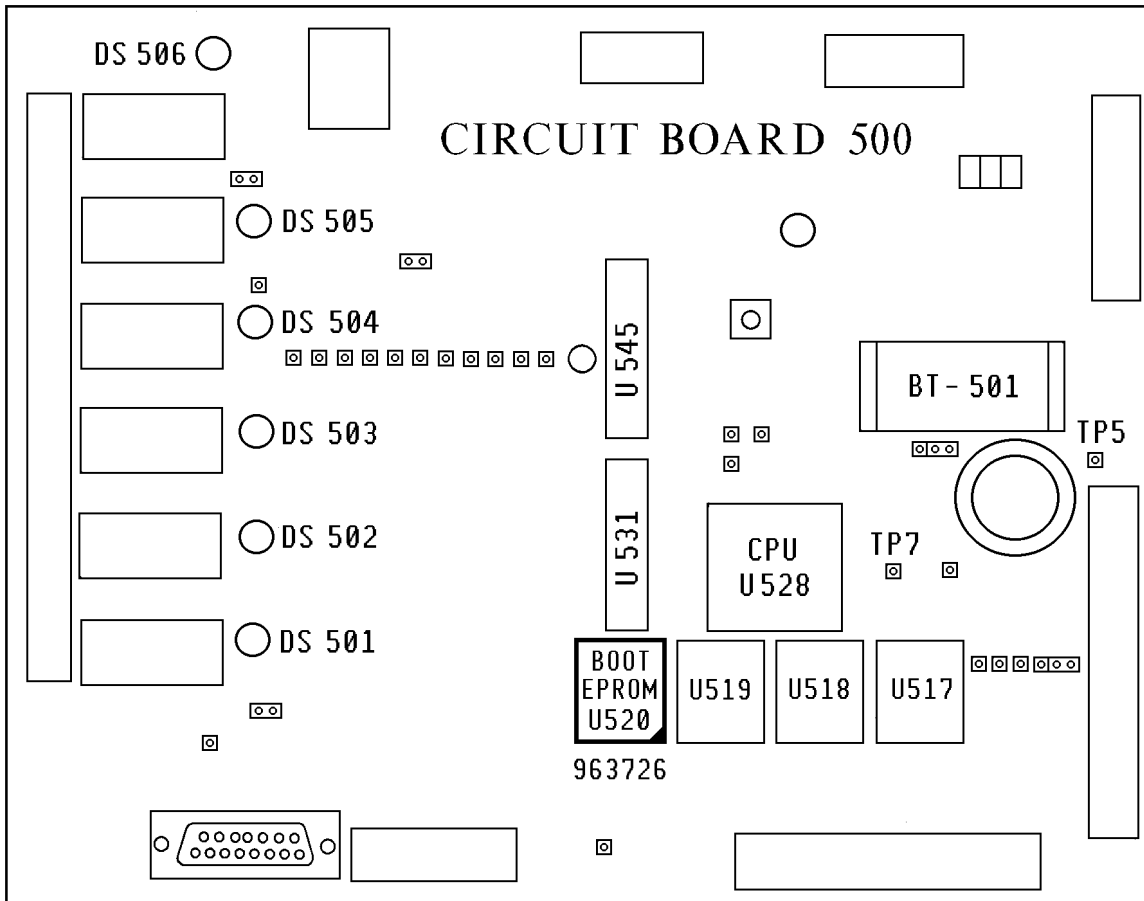 DS 506
CIRCUIT BOARD 500
DS 505
DS 504
U 545
BT- 501
DS 503
TP5
DS 502
U 531
CPU
U528
TP7
DS 501
BOOT
EPROM
U520
U519
U518
U517
963726